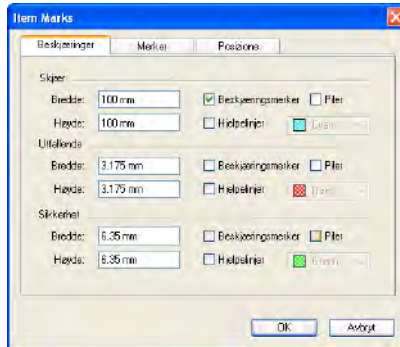 Item Marks
Beskjæringer Merker Posisjone
Skjær
Bredde: 100 mm Beskjæringsmerker Piler
Høyde: 100 mm Hjelpelinjer
Utfallende
Bredde: 3.175 mm Beskjæringsmerker Piler
Høyde: 3.175 mm Hjelpelinjer
Sikkerhet
Bredde: 6.35 mm Beskjæringsmerker Piler
Høyde: 6.35 mm Hjelpelinjer
OK Avbryt